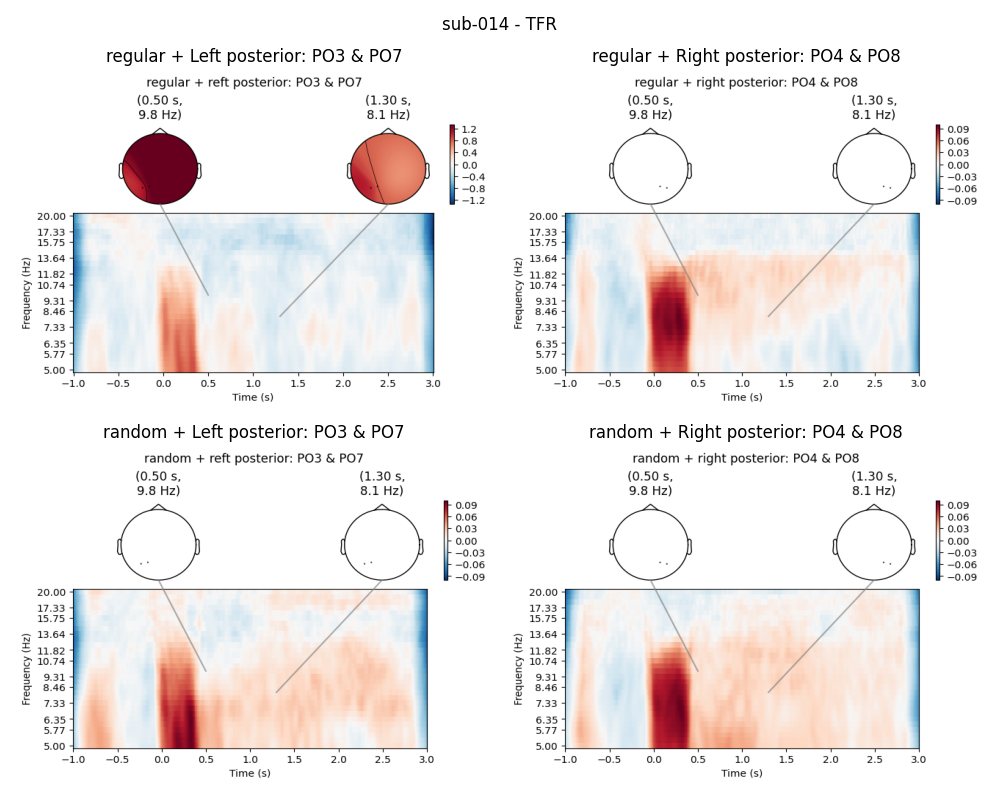 sub-014 - TFR
regular + Left posterior: PO3 & PO7
regular + reft posterior: PO3 & PO7
(0.50 s,
9.8 Hz)
(1.30 s,
8.1 Hz)
1.2
0.8
0.4
0.0
−0.4
−0.8
−1.2
20.00
17.33
15.75
13.64
11.82
10.74
9.31
8.46
7.33
6.35
5.77
5.00
Frequency (Hz)
−1.0 −0.5 0.0 0.5 1.0 1.5 2.0 2.5 3.0
Time (s)
regular + Right posterior: PO4 & PO8
regular + right posterior: PO4 & PO8
(0.50 s,
9.8 Hz)
(1.30 s,
8.1 Hz)
0.09
0.06
0.03
0.00
−0.03
−0.06
−0.09
20.00
17.33
15.75
13.64
11.82
10.74
9.31
8.46
7.33
6.35
5.77
5.00
Frequency (Hz)
−1.0 −0.5 0.0 0.5 1.0 1.5 2.0 2.5 3.0
Time (s)
random + Left posterior: PO3 & PO7
random + reft posterior: PO3 & PO7
(0.50 s,
9.8 Hz)
(1.30 s,
8.1 Hz)
0.09
0.06
0.03
0.00
−0.03
−0.06
−0.09
20.00
17.33
15.75
13.64
11.82
10.74
9.31
8.46
7.33
6.35
5.77
5.00
Frequency (Hz)
−1.0 −0.5 0.0 0.5 1.0 1.5 2.0 2.5 3.0
Time (s)
random + Right posterior: PO4 & PO8
random + right posterior: PO4 & PO8
(0.50 s,
9.8 Hz)
(1.30 s,
8.1 Hz)
0.09
0.06
0.03
0.00
−0.03
−0.06
−0.09
20.00
17.33
15.75
13.64
11.82
10.74
9.31
8.46
7.33
6.35
5.77
5.00
Frequency (Hz)
−1.0 −0.5 0.0 0.5 1.0 1.5 2.0 2.5 3.0
Time (s)